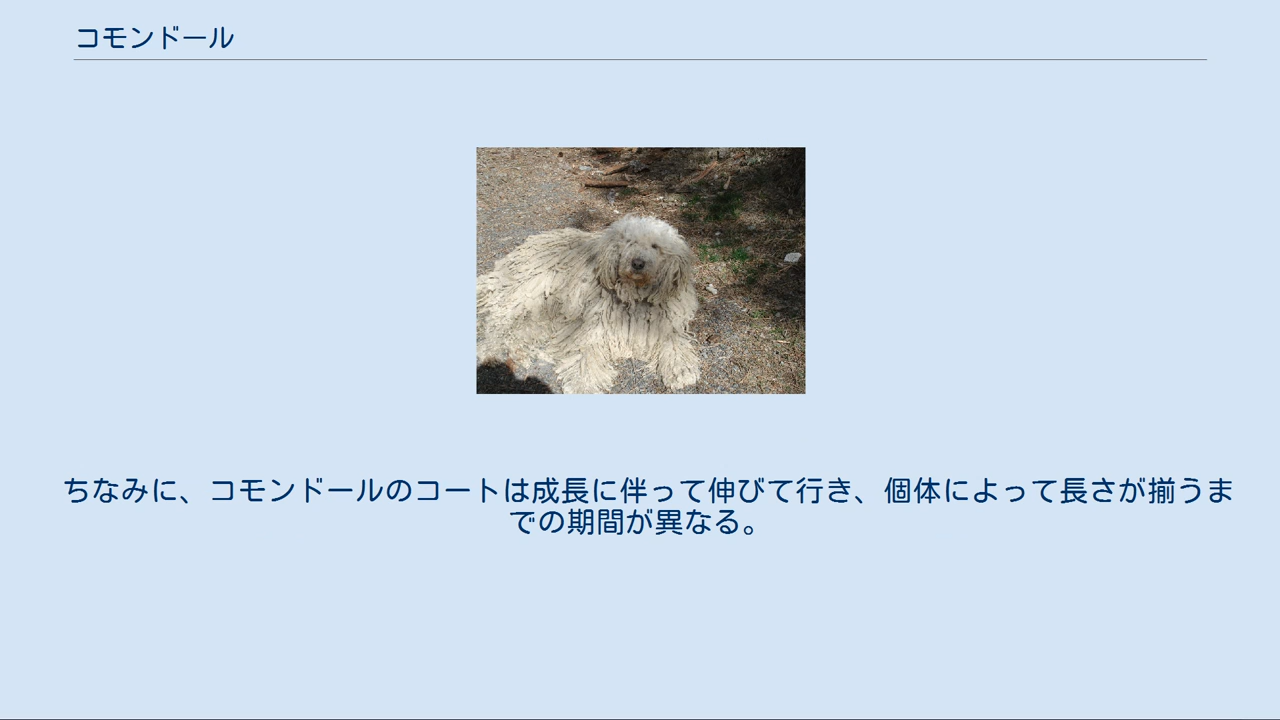 コモンドール
ちなみに、コモンドールのコートは成長に伴って伸びて行き、個体によって長さが揃うま
での期間が異なる。